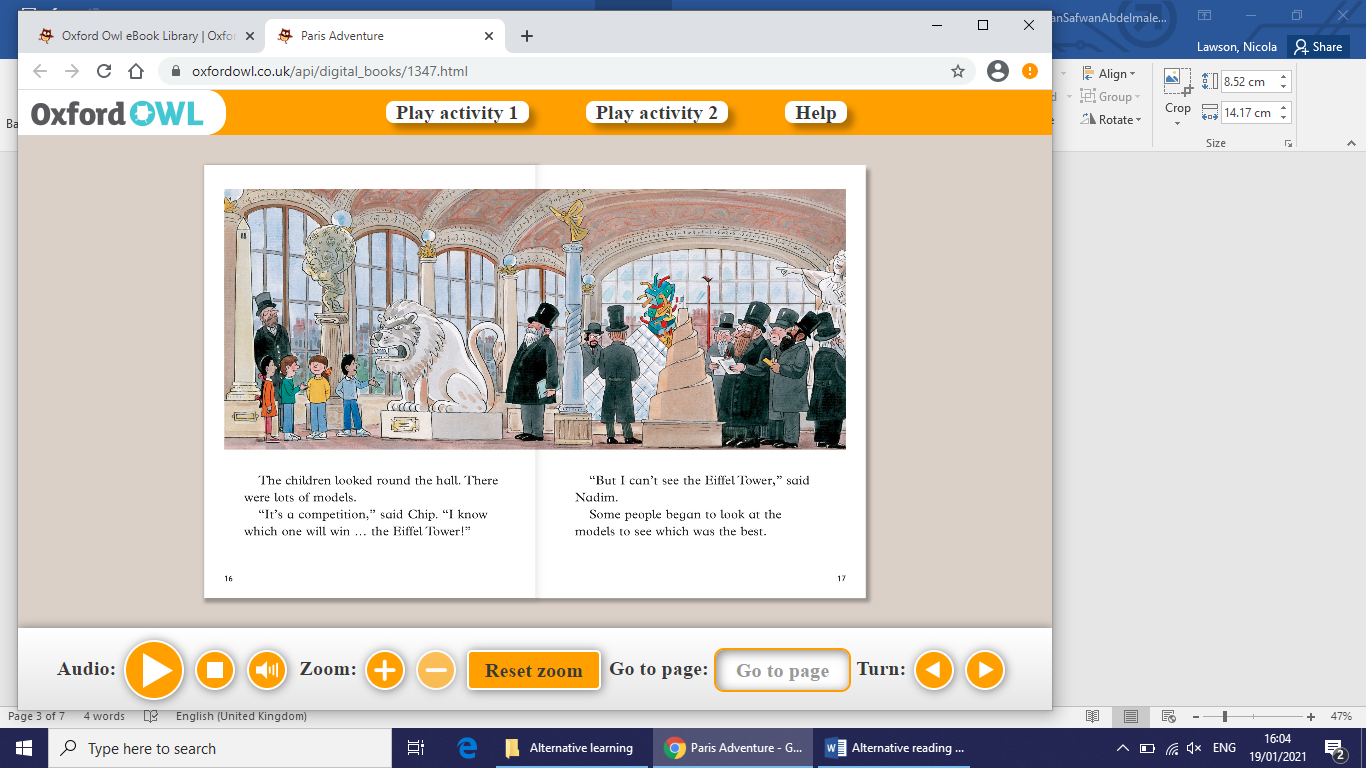 anSafwanAbdelmale...
Oxford Owl eBook Library | Oxfo
Paris Adventure
Lawson, Nicola
Share
oxfordowl.co.uk/api/digital_books/1347.html
Align
Group
Rotate
Crop
8.52 cm
14.17 cm
Size
Ba
Oxford OWL
Play activity 1
Play activity 2
Help
The children looked round the hall. There
were lots of models.
“It’s a competition,” said Chip. “I know
which one will win ... the Eiffel Tower!”
16
“But I can’t see the Eiffel Tower,” said
Nadim.
Some people began to look at the
models to see which was the best.
17
Audio:
Zoom:
Reset zoom
Go to page:
Go to page
Turn:
Page 3 of 7
4 words
English (United Kingdom)
47%
Type here to search
Alternative learning
Paris Adventure - G...
Alternative reading ...
ENG
16:04
19/01/2021
2